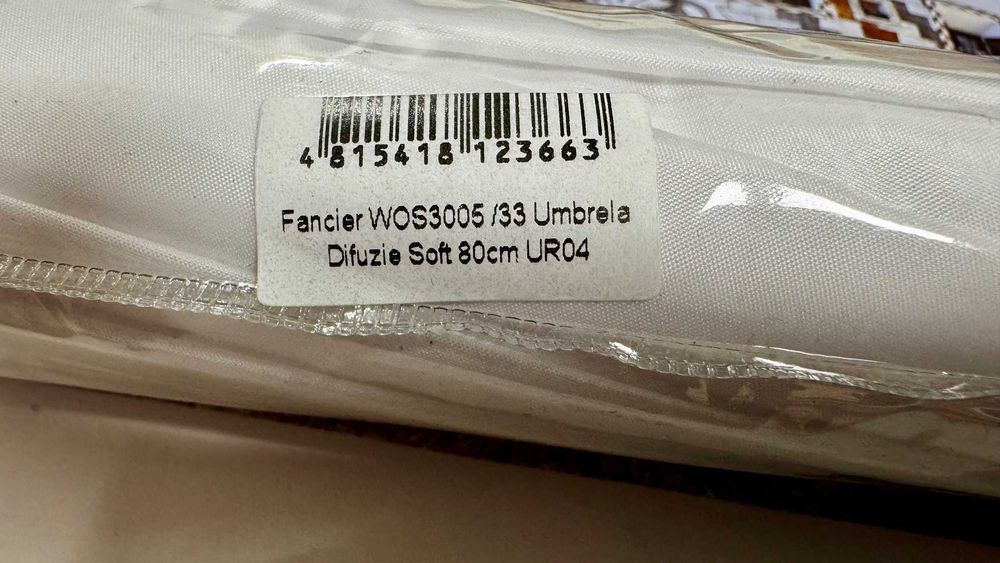 4 815418 123663
Fancier WOS3005 /33 Umbrela
Difuzie Soft 80cm UR04